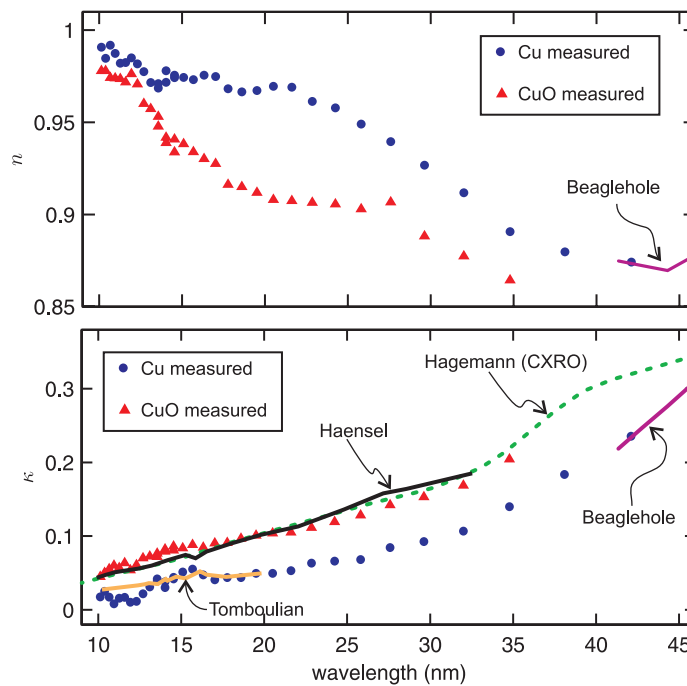 1
0.95
0.9
0.85
n
Cu measured
CuO measured
Beaglehole
0.3
0.2
0.1
0
κ
Cu measured
CuO measured
Hagemann (CXRO)
Haensel
Beaglehole
Tomboulian
10 15 20 25 30 35 40 45
wavelength (nm)